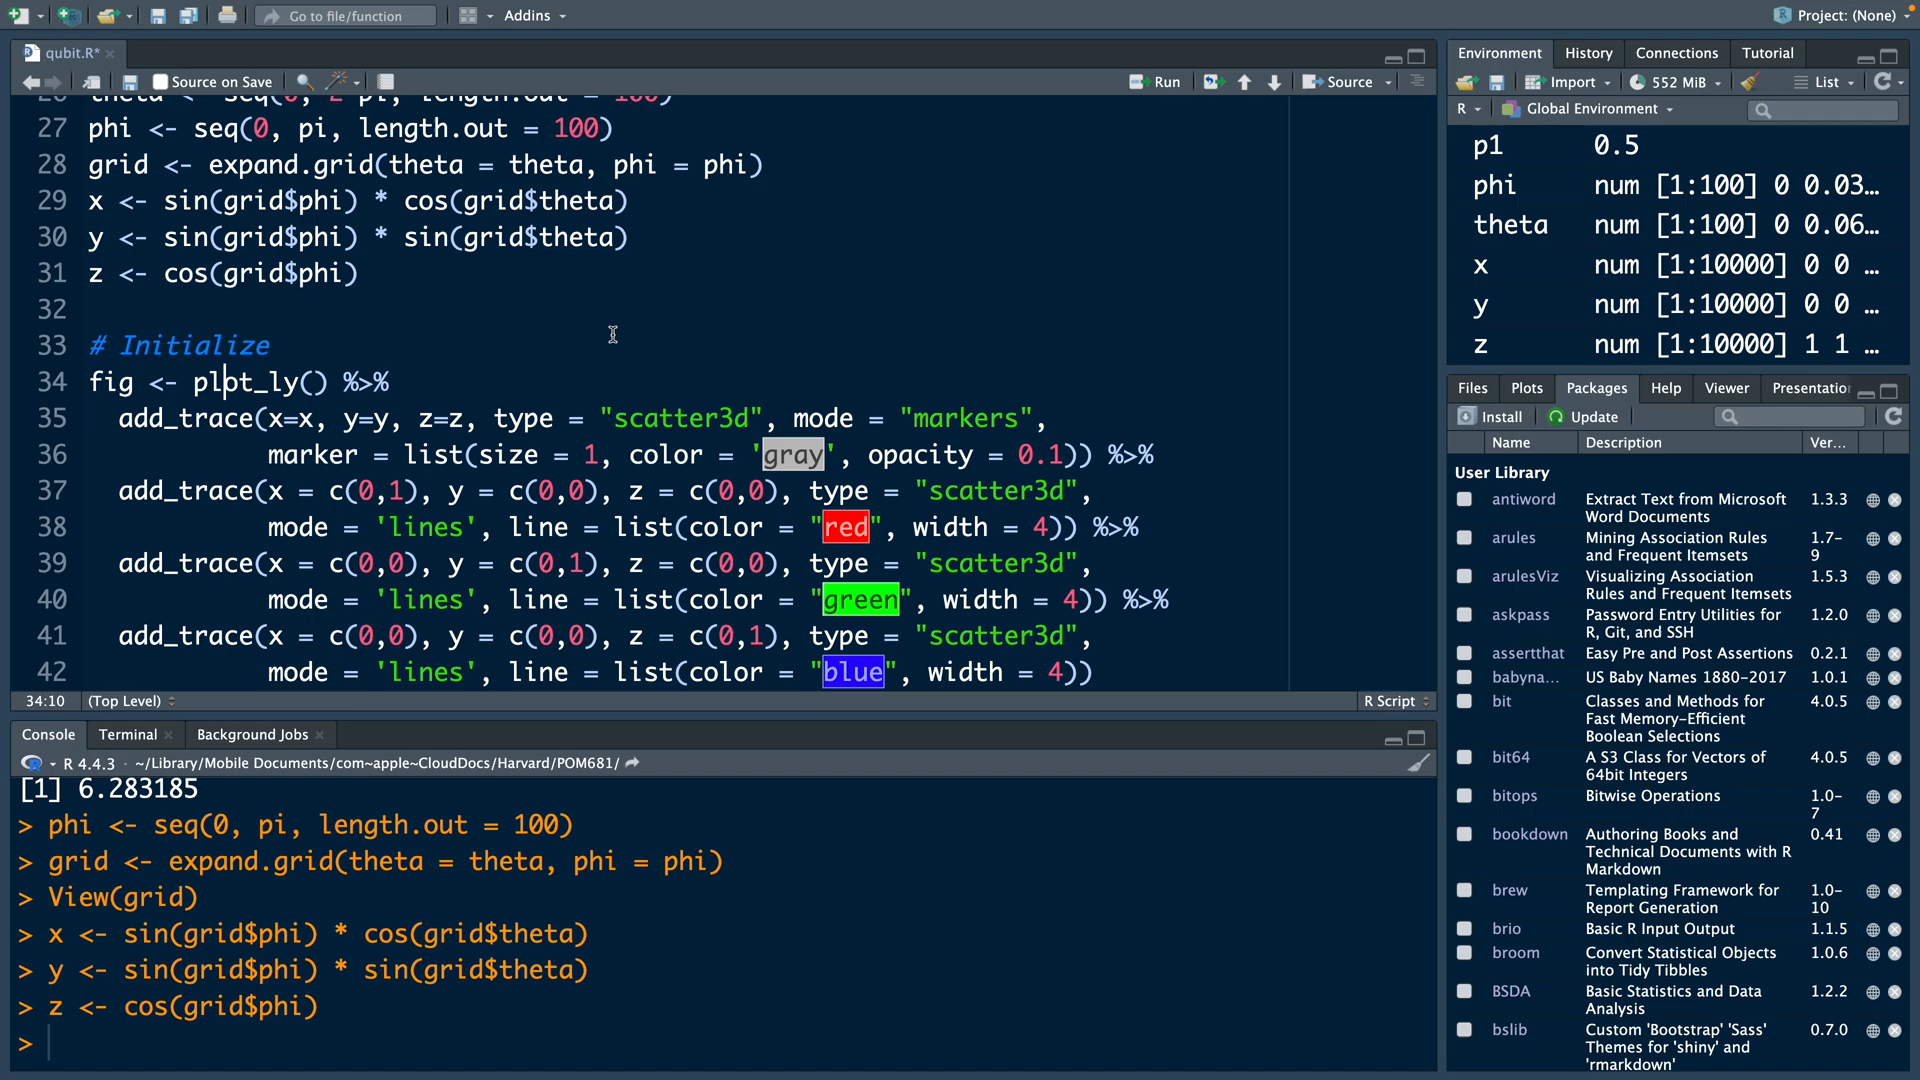 Go to file/function
Addins
Project: (None)
qubit.R*
Source on Save
Run
Source
27 phi <- seq(0, pi, length.out = 100)
28 grid <- expand.grid(theta = theta, phi = phi)
29 x <- sin(grid$phi) * cos(grid$theta)
30 y <- sin(grid$phi) * sin(grid$theta)
31 z <- cos(grid$phi)
32
33 # Initialize
34 fig <- plot_ly() %>%
35 add_trace(x=x, y=y, z=z, type = "scatter3d", mode = "markers",
36 marker = list(size = 1, color = 'gray', opacity = 0.1)) %>%
37 add_trace(x = c(0,1), y = c(0,0), z = c(0,0), type = "scatter3d",
38 mode = 'lines', line = list(color = "red", width = 4)) %>%
39 add_trace(x = c(0,0), y = c(0,1), z = c(0,0), type = "scatter3d",
40 mode = 'lines', line = list(color = "green", width = 4)) %>%
41 add_trace(x = c(0,0), y = c(0,0), z = c(0,1), type = "scatter3d",
42 mode = 'lines', line = list(color = "blue", width = 4))
34:10 (Top Level) R Script
Console Terminal Background Jobs
R 4.4.3 · ~/Library/Mobile Documents/com~apple~CloudDocs/Harvard/POM681/
[1] 6.283185
> phi <- seq(0, pi, length.out = 100)
> grid <- expand.grid(theta = theta, phi = phi)
> View(grid)
> x <- sin(grid$phi) * cos(grid$theta)
> y <- sin(grid$phi) * sin(grid$theta)
> z <- cos(grid$phi)
>
Environment History Connections Tutorial
Import 552 MiB List
R Global Environment
p1 0.5
phi num [1:100] 0 0.03…
theta num [1:100] 0 0.06…
x num [1:10000] 0 0 …
y num [1:10000] 0 0 …
z num [1:10000] 1 1 …
Files Plots Packages Help Viewer Presentatio
Install Update
Name Description Ver…
User Library
antiword Extract Text from Microsoft 1.3.3
Word Documents
arules Mining Association Rules 1.7-
and Frequent Itemsets 9
arulesViz Visualizing Association 1.5.3
Rules and Frequent Itemsets
askpass Password Entry Utilities for 1.2.0
R, Git, and SSH
assertthat Easy Pre and Post Assertions 0.2.1
babyna… US Baby Names 1880-2017 1.0.1
bit Classes and Methods for 4.0.5
Fast Memory-Efficient
Boolean Selections
bit64 A S3 Class for Vectors of 4.0.5
64bit Integers
bitops Bitwise Operations 1.0-
7
bookdown Authoring Books and 0.41
Technical Documents with R
Markdown
brew Templating Framework for 1.0-
Report Generation 10
brio Basic R Input Output 1.1.5
broom Convert Statistical Objects 1.0.6
into Tidy Tibbles
BSDA Basic Statistics and Data 1.2.2
Analysis
bslib Custom 'Bootstrap' 'Sass' 0.7.0
Themes for 'shiny' and
'rmarkdown'